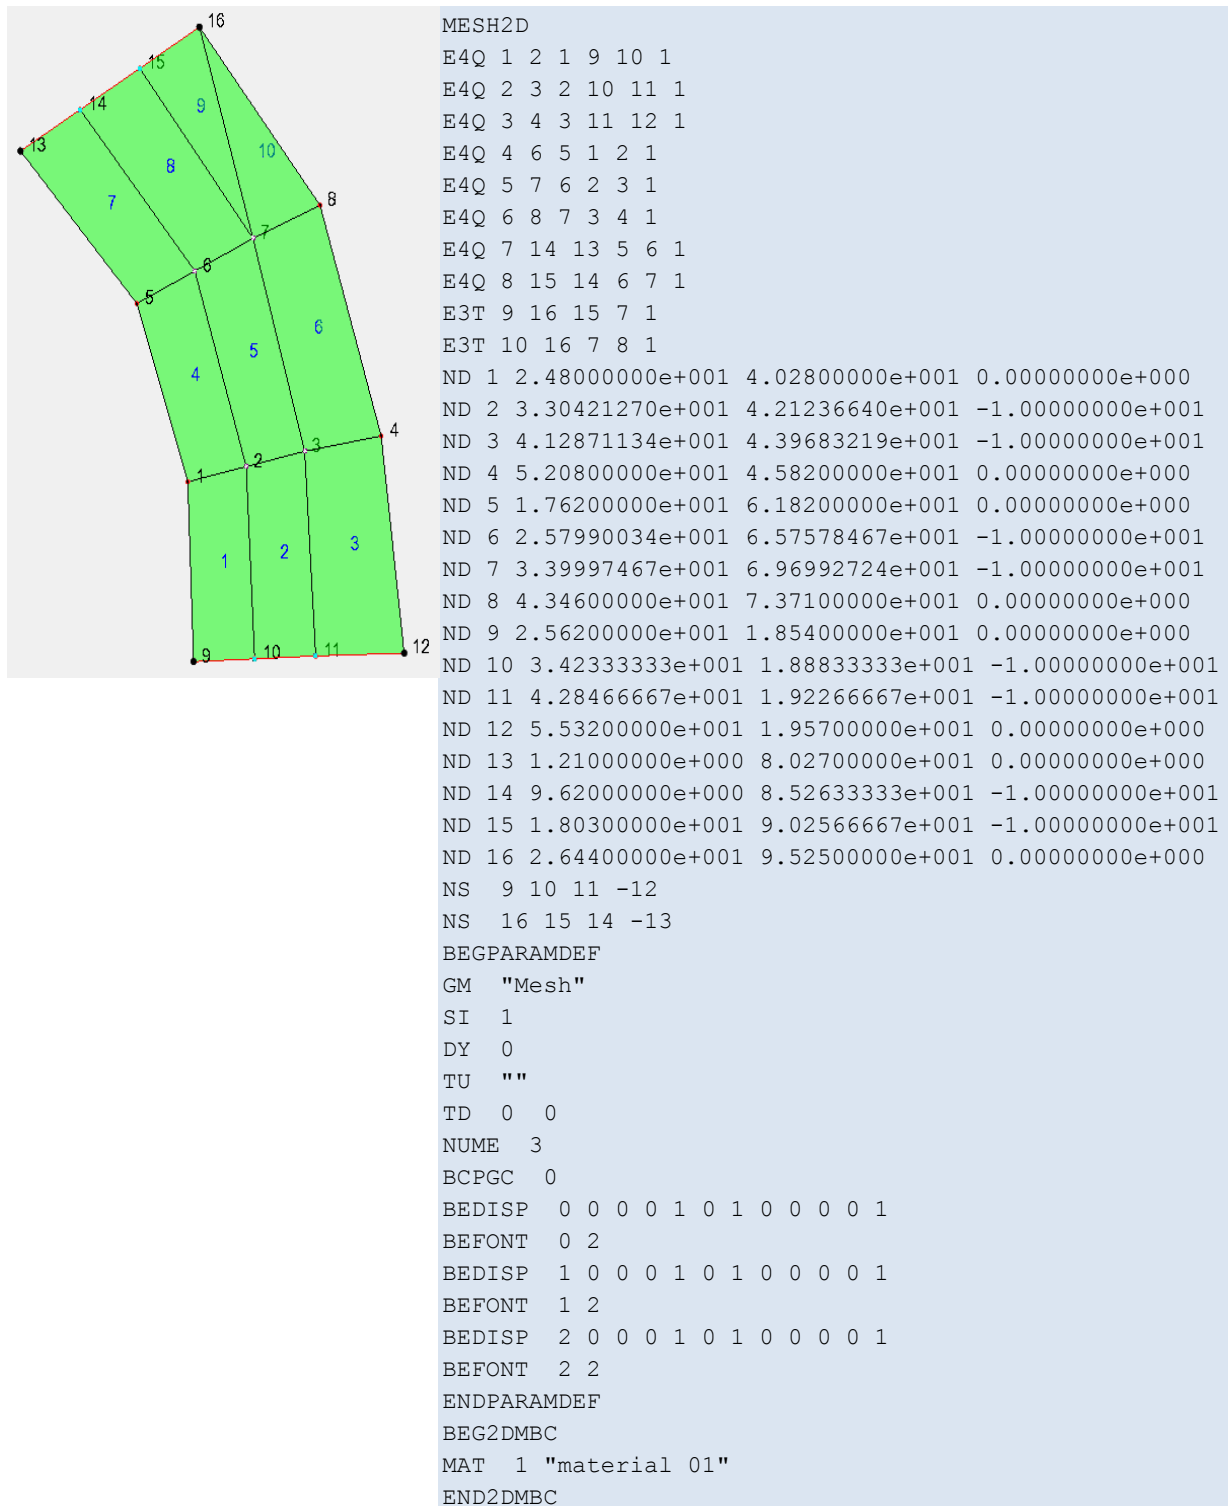 16
15
14
13
9
10
8
7
8
7
6
5
6
5
4
4
3
2
1
3
2
1
12
11
10
9
MESH2D
E4Q 1 2 1 9 10 1
E4Q 2 3 2 10 11 1
E4Q 3 4 3 11 12 1
E4Q 4 6 5 1 2 1
E4Q 5 7 6 2 3 1
E4Q 6 8 7 3 4 1
E4Q 7 14 13 5 6 1
E4Q 8 15 14 6 7 1
E3T 9 16 15 7 1
E3T 10 16 7 8 1
ND 1 2.48000000e+001 4.02800000e+001 0.00000000e+000
ND 2 3.30421270e+001 4.21236640e+001 -1.00000000e+001
ND 3 4.12871134e+001 4.39683219e+001 -1.00000000e+001
ND 4 5.20800000e+001 4.58200000e+001 0.00000000e+000
ND 5 1.76200000e+001 6.18200000e+001 0.00000000e+000
ND 6 2.57990034e+001 6.57578467e+001 -1.00000000e+001
ND 7 3.39997467e+001 6.96992724e+001 -1.00000000e+001
ND 8 4.34600000e+001 7.37100000e+001 0.00000000e+000
ND 9 2.56200000e+001 1.85400000e+001 0.00000000e+000
ND 10 3.42333333e+001 1.88833333e+001 -1.00000000e+001
ND 11 4.28466667e+001 1.92266667e+001 -1.00000000e+001
ND 12 5.53200000e+001 1.95700000e+001 0.00000000e+000
ND 13 1.21000000e+000 8.02700000e+001 0.00000000e+000
ND 14 9.62000000e+000 8.52633333e+001 -1.00000000e+001
ND 15 1.80300000e+001 9.02566667e+001 -1.00000000e+001
ND 16 2.64400000e+001 9.52500000e+001 0.00000000e+000
NS 9 10 11 -12
NS 16 15 14 -13
BEGPARAMDEF
GM "Mesh"
SI 1
DY 0
TU ""
TD 0 0
NUME 3
BCPGC 0
BEDISP 0 0 0 0 1 0 1 0 0 0 0 1
BEFONT 0 2
BEDISP 1 0 0 0 1 0 1 0 0 0 0 1
BEFONT 1 2
BEDISP 2 0 0 0 1 0 1 0 0 0 0 1
BEFONT 2 2
ENDPARAMDEF
BEG2DMBC
MAT 1 "material 01"
END2DMBC